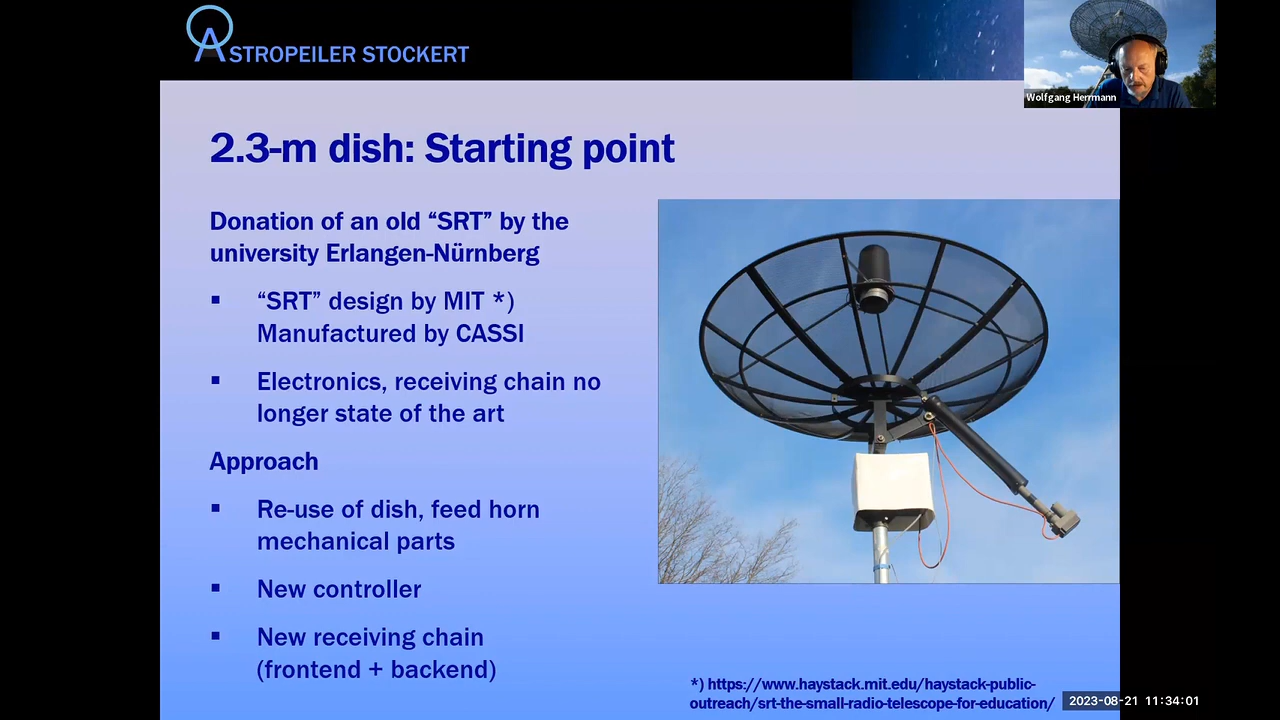 ASTROPEILER STOCKERT
Wolfgang Herrmann
2.3-m dish: Starting point
Donation of an old “SRT” by the
university Erlangen-Nürnberg
▪ “SRT” design by MIT *)
Manufactured by CASSI
▪ Electronics, receiving chain no
longer state of the art
Approach
▪ Re-use of dish, feed horn
mechanical parts
▪ New controller
▪ New receiving chain
(frontend + backend)
*) https://www.haystack.mit.edu/haystack-public-
outreach/srt-the-small-radio-telescope-for-education/
2023-08-21 11:34:01